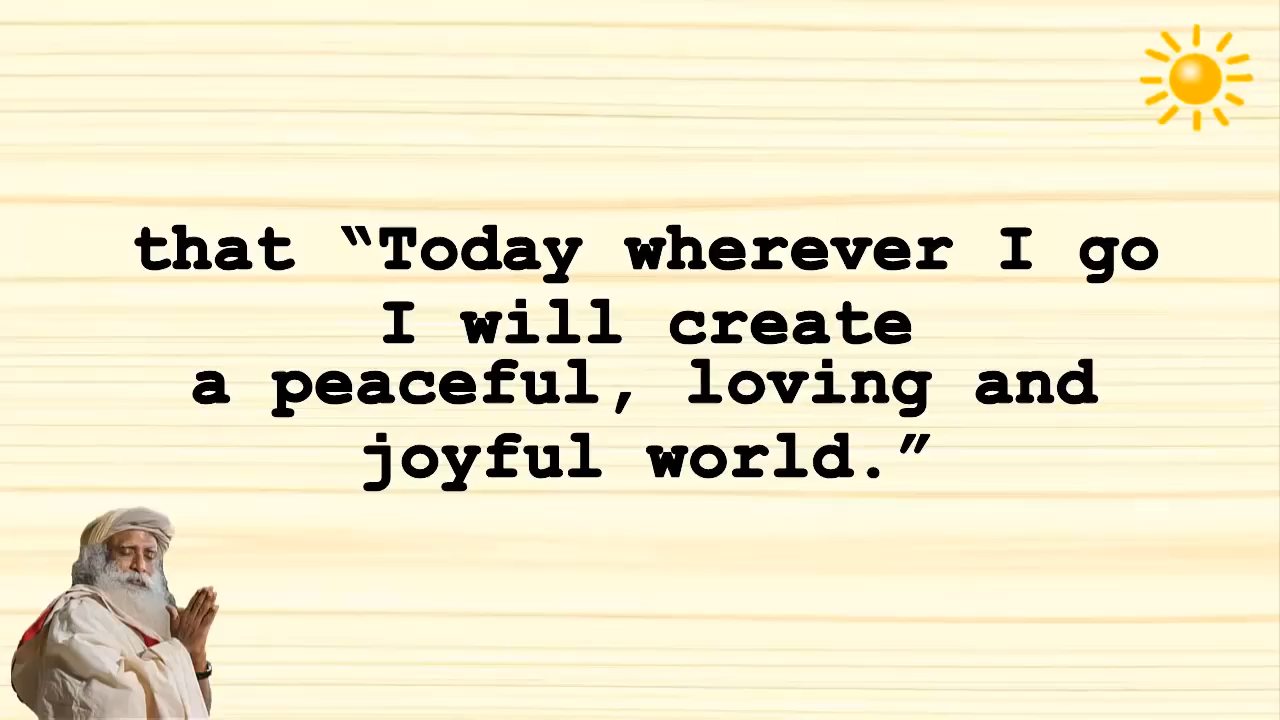 that “Today wherever I go
I will create
a peaceful, loving and
joyful world.”